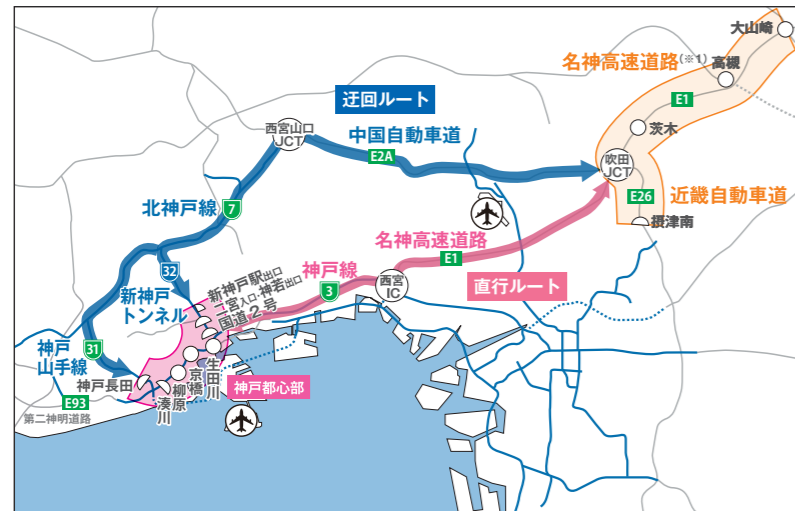 大山崎
名神高速道路(※1)
高槻
E1
茨木
迂回ルート
西宮山口
JCT
中国自動車道
E2A
吹田
JCT
近畿自動車道
E26
摂津南
北神戸線
7
32
新神戸
トンネル
新神戸駅出口
二宮入口・神若出口
国道2号
神戸線
3
名神高速道路
E1
西宮
IC
直行ルート
31
神戸
山手線
神戸長田
E93
第二神明道路
湊川
柳原
京橋
生田川
神戸都心部